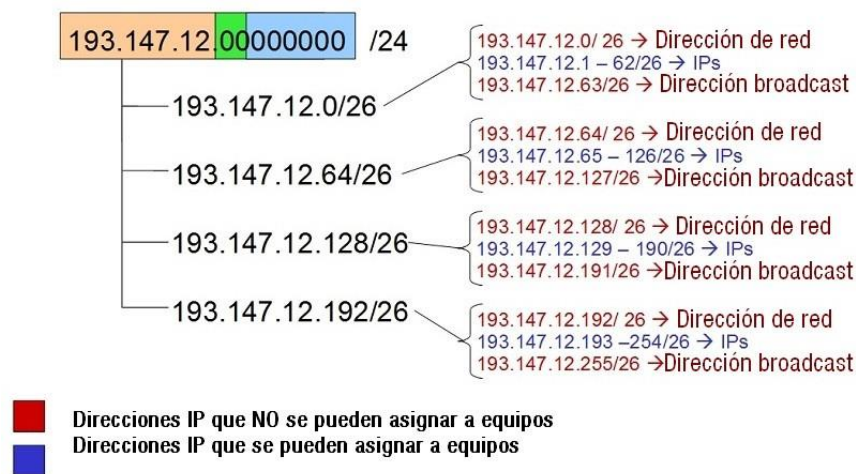 193.147.12.00000000 /24
193.147.12.0/26
193.147.12.0/ 26 → Dirección de red
193.147.12.1 – 62/26 → IPs
193.147.12.63/26 → Dirección broadcast
193.147.12.64/26
193.147.12.64/ 26 → Dirección de red
193.147.12.65 – 126/26 → IPs
193.147.12.127/26 →Dirección broadcast
193.147.12.128/26
193.147.12.128/ 26 → Dirección de red
193.147.12.129 – 190/26 → IPs
193.147.12.191/26 →Dirección broadcast
193.147.12.192/26
193.147.12.192/ 26 → Dirección de red
193.147.12.193 –254/26 → IPs
193.147.12.255/26 →Dirección broadcast
Direcciones IP que NO se pueden asignar a equipos
Direcciones IP que se pueden asignar a equipos